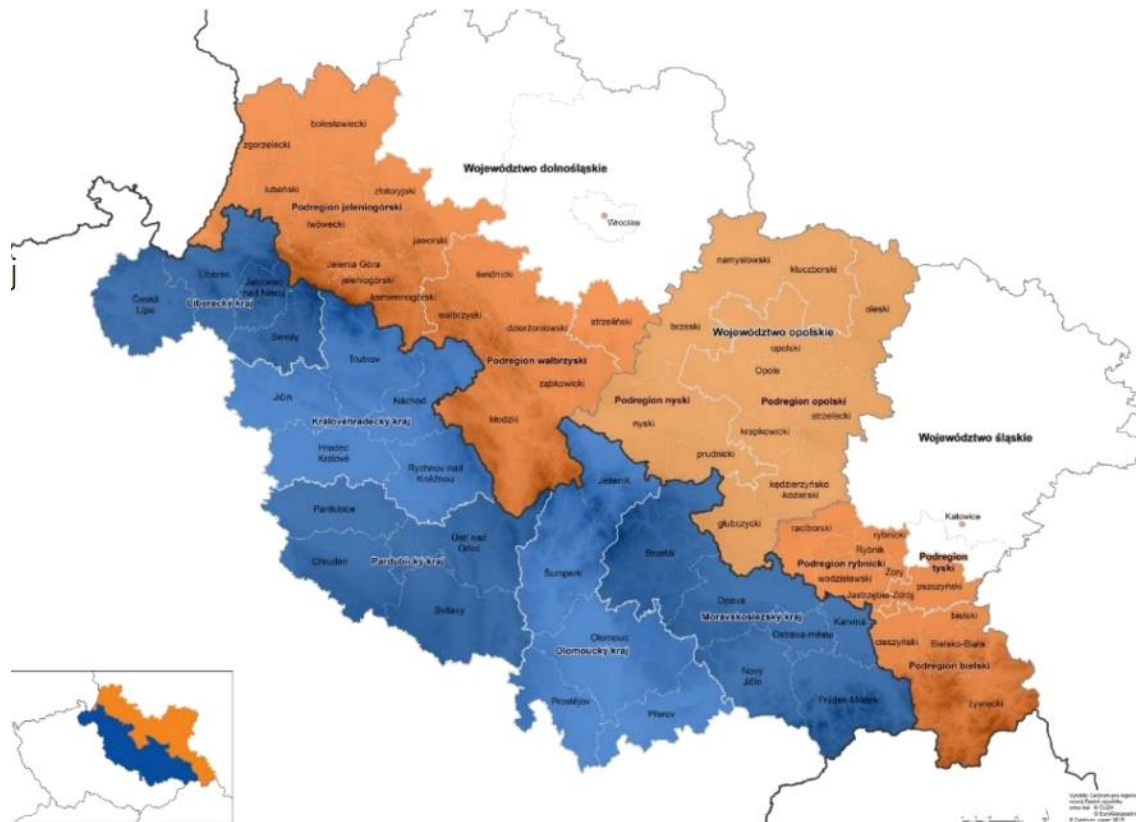 bolesławiecki
zgorzelecki
Województwo dolnośląskie
lubański
złotoryjski
Podregion jeleniogórski
lwówecki
Wrocław
jaworski
namysłowski
kluczborski
Jelenia Góra
świdnicki
jeleniogórski
kamiennogórski
Liberec
Jablonec
nad Nisou
Česká
Lípa
Liberecký kraj
wałbrzyski
dzierżoniowski
strzeliński
brzeski
Województwo opolskie
oleski
Semily
opolski
Trutnov
Podregion wałbrzyski
Opole
ząbkowicki
Jičín
Náchod
Podregion nyski
Podregion opolski
strzelecki
Královéhradecký kraj
kłodzki
nyski
krapkowicki
Województwo śląskie
Hradec
Králové
prudnicki
Rychnov nad
Kněžnou
Jeseník
kędzierzyńsko
-kozielski
Pardubice
głubczycki
Katowice
raciborski
rybnicki
Ústí nad
Orlicí
Bruntál
Rybnik
Podregion
tyski
Chrudim
Pardubický kraj
Podregion rybnicki
Żory
Šumperk
wodzisławski
pszczyński
Jastrzębie-Zdrój
Opava
Svitavy
Moravskoslezský kraj
Karviná
bielski
Ostrava-město
cieszyński
Bielsko-Biała
Olomouc
Olomoucký kraj
Podregion bielski
Nový
Jičín
Prostějov
Frýdek-Místek
żywiecki
Přerov